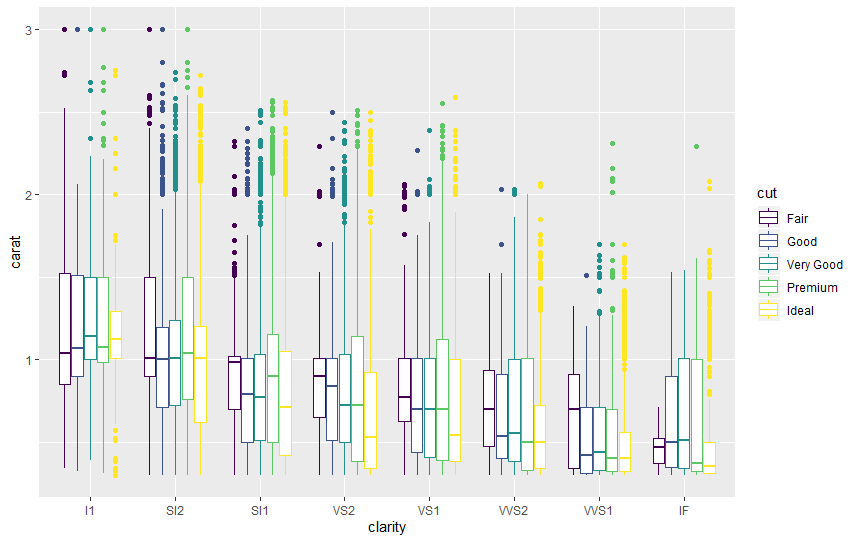 3
2
1
carat
I1 SI2 SI1 VS2 VS1 VVS2 VVS1 IF
clarity
cut
Fair
Good
Very Good
Premium
Ideal